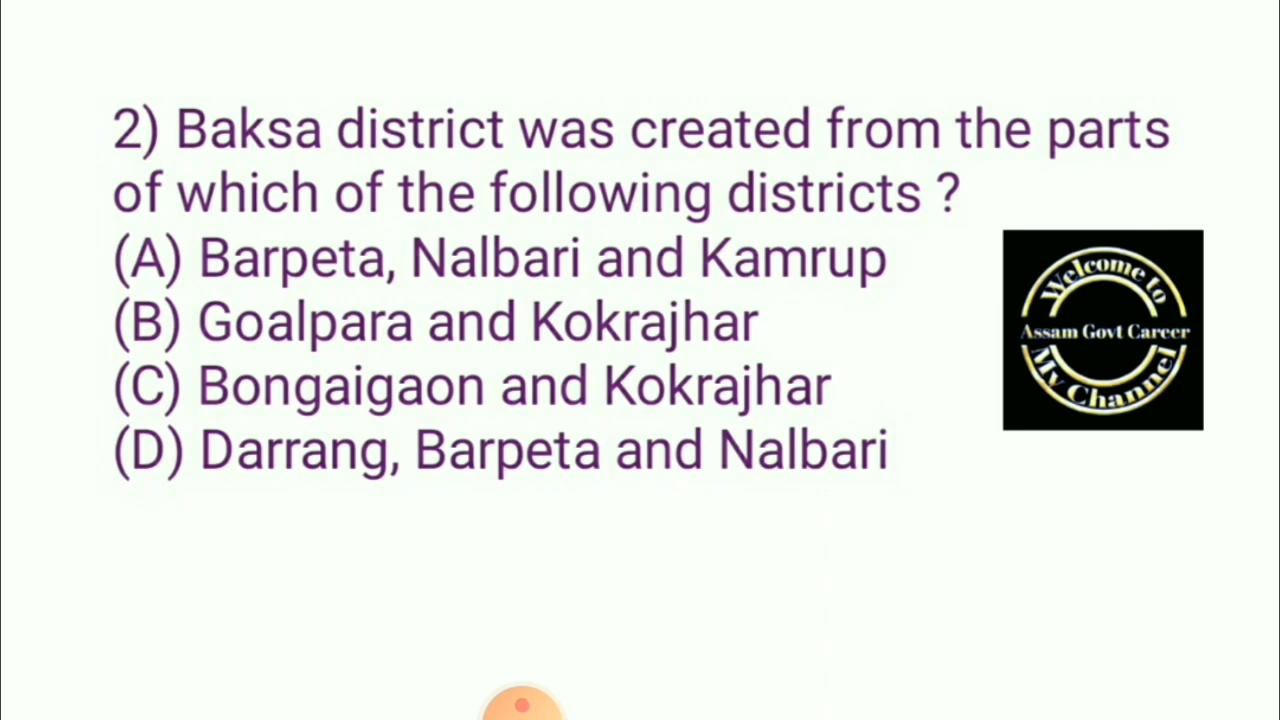 2) Baksa district was created from the parts
of which of the following districts ?
(A) Barpeta, Nalbari and Kamrup
(B) Goalpara and Kokrajhar
(C) Bongaigaon and Kokrajhar
(D) Darrang, Barpeta and Nalbari
Welcome to
Assam Govt Career
My Channel